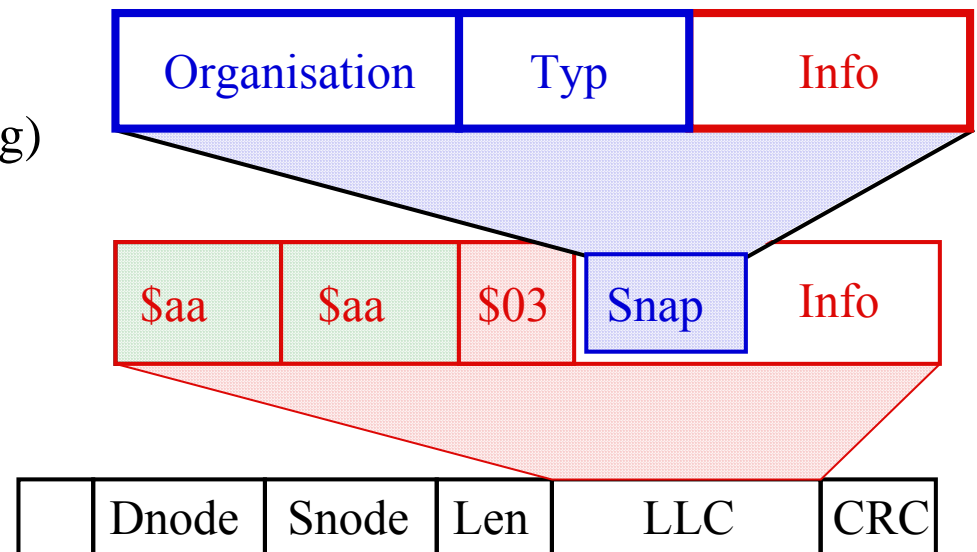 Organisation Typ Info
g)
$aa $aa $03 Snap Info
Dnode Snode Len LLC CRC